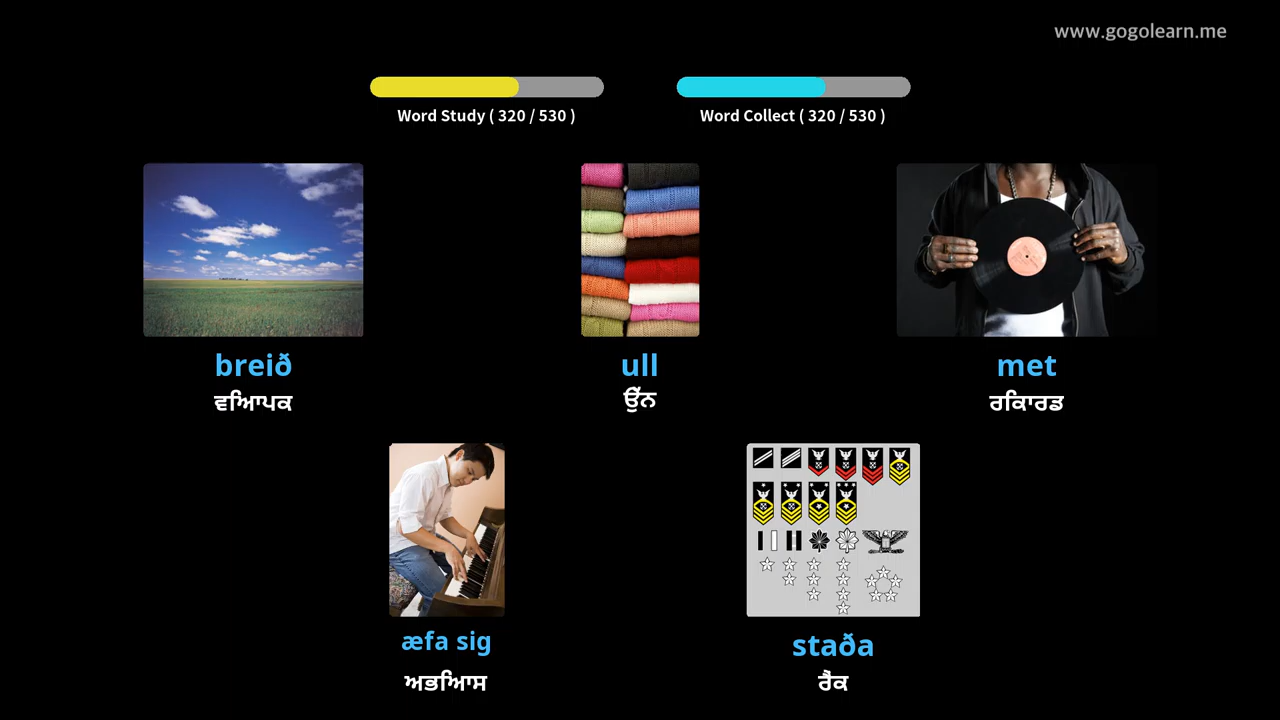 www.gogolearn.me
Word Study ( 320 / 530 )
Word Collect ( 320 / 530 )
breið
ਵਿਆਪਕ
ull
ਉੱਨ
met
ਰਿਕਾਰਡ
æfa sig
ਅਭਿਆਸ
staða
ਰੈਂਕ